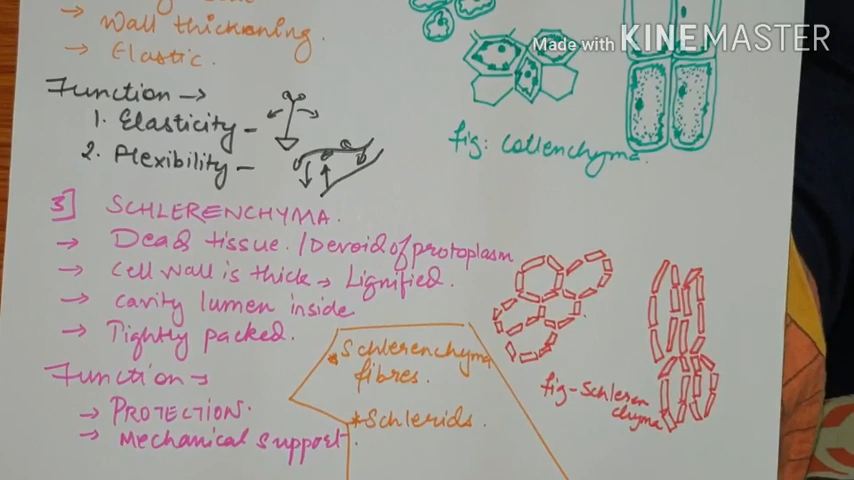 → Wall thickening.
→ Elastic.
Function →
1. Elasticity -
2. Flexibility -
fig: collenchyma.
3] SCHLERENCHYMA.
→ Dead tissue. / Devoid of protoplasm
→ Cell wall is thick → Lignified.
→ cavity lumen inside
→ Tightly packed.
Function →
→ PROTECTION.
→ Mechanical support.
* Schlerenchyma
fibres.
* Schlerids.
fig - Schleren
chyma
Made with KINEMASTER